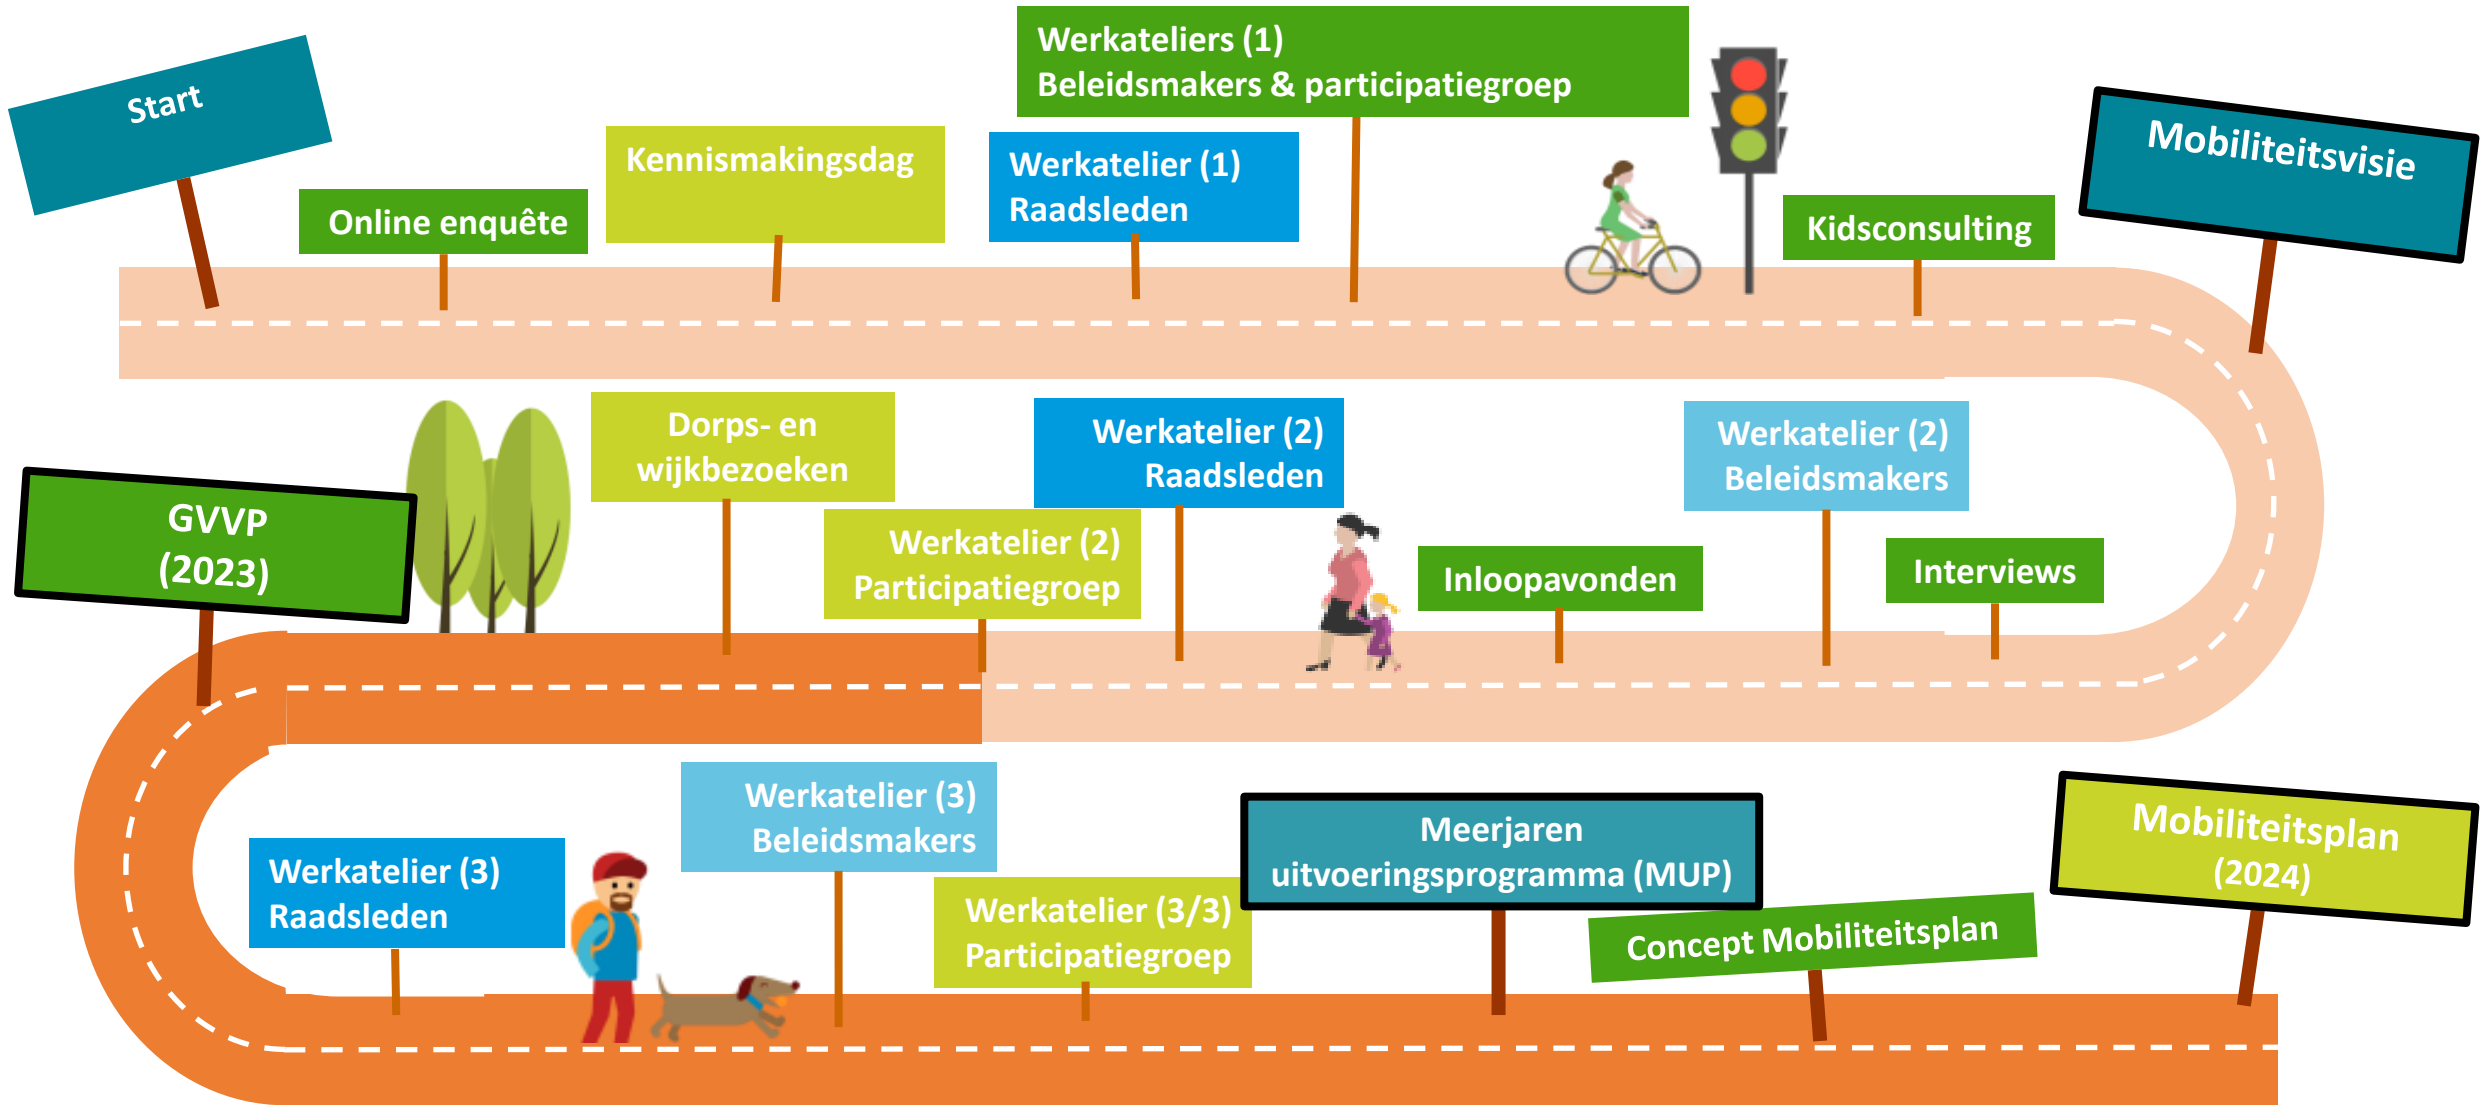 Start
Online enquête
Kennismakingsdag
Werkatelier (1)
Raadsleden
Werkateliers (1)
Beleidsmakers & participatiegroep
Kidsconsulting
Mobiliteitsvisie
Interviews
Werkatelier (2)
Beleidsmakers
Inloopavonden
Werkatelier (2)
Raadsleden
Werkatelier (2)
Participatiegroep
Dorps- en
wijkbezoeken
GVVP
(2023)
Werkatelier (3)
Raadsleden
Werkatelier (3)
Beleidsmakers
Werkatelier (3/3)
Participatiegroep
Meerjaren
uitvoeringsprogramma (MUP)
Concept Mobiliteitsplan
Mobiliteitsplan
(2024)